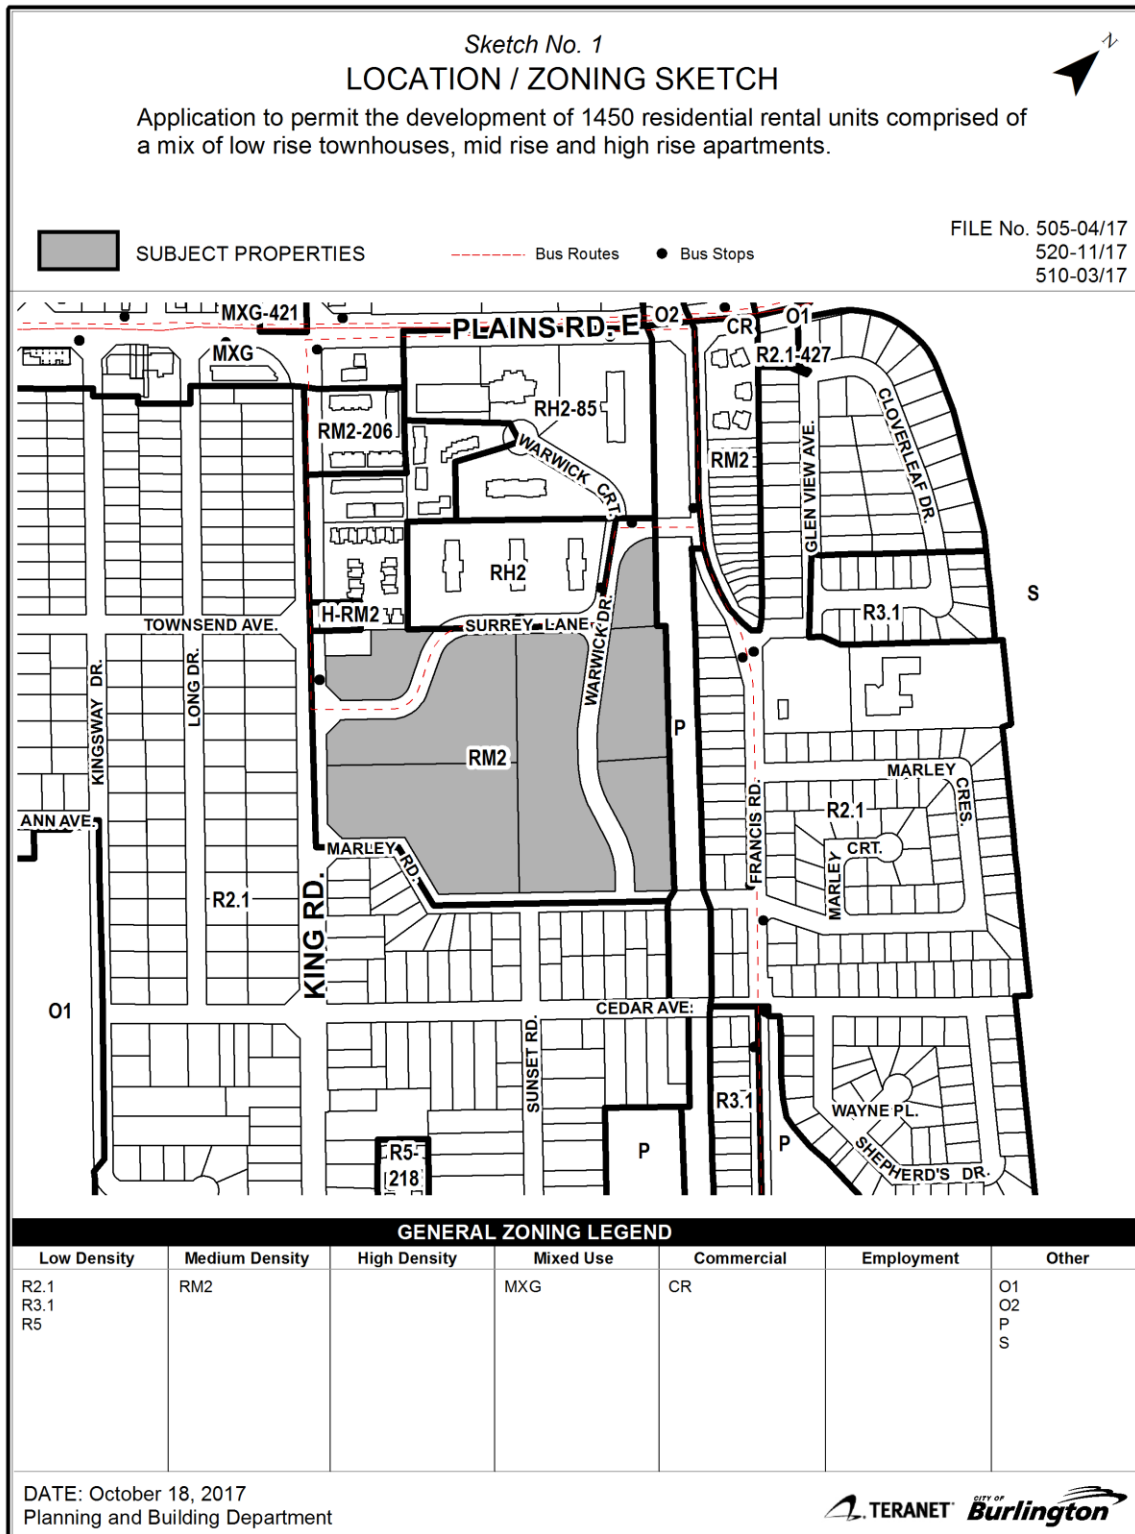 N
Sketch No. 1
LOCATION / ZONING SKETCH
Application to permit the development of 1450 residential rental units comprised of
a mix of low rise townhouses, mid rise and high rise apartments.
FILE No. 505-04/17
520-11/17
510-03/17
SUBJECT PROPERTIES
Bus Routes
Bus Stops
MXG-421
PLAINS RD. E
O2
CR
O1
MXG
R2.1-427
RH2-85
RM2-206
WARWICK CRT.
RM2
GLEN VIEW AVE.
CLOVERLEAF DR.
RH2
S
H-RM2
R3.1
TOWNSEND AVE.
SURREY LANE
WARWICK DR.
KINGSWAY DR.
LONG DR.
P
RM2
MARLEY CRES.
FRANCIS RD.
R2.1
ANN AVE.
MARLEY RD.
MARLEY CRT.
R2.1
KING RD.
O1
CEDAR AVE.
SUNSET RD.
R3.1
WAYNE PL.
P
P
R5-
218
SHEPHERD'S DR.
GENERAL ZONING LEGEND
Low Density
Medium Density
High Density
Mixed Use
Commercial
Employment
Other
R2.1
R3.1
R5
RM2
MXG
CR
O1
O2
P
S
DATE: October 18, 2017
Planning and Building Department
TERANET
CITY OF
Burlington